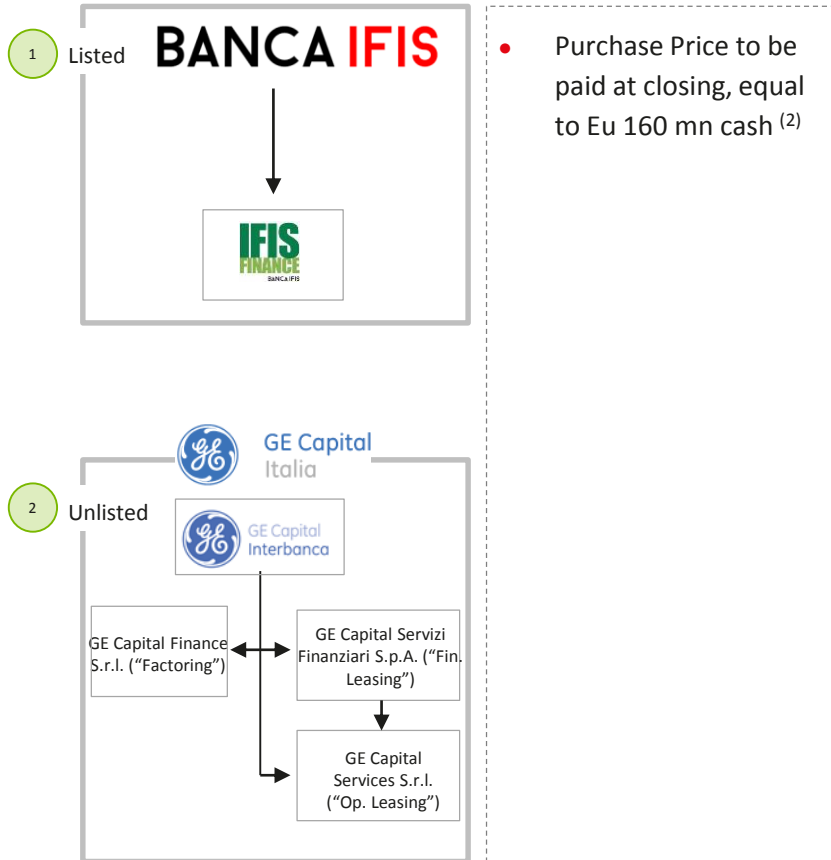 1
Listed
BANCA IFIS
IFIS
FINANCE
BANCA IFIS
• Purchase Price to be
paid at closing, equal
to Eu 160 mn cash (2)
GE
GE Capital
Italia
2
Unlisted
GE
GE Capital
Interbanca
GE Capital Finance
S.r.l. (“Factoring”)
GE Capital Servizi
Finanziari S.p.A. (“Fin.
Leasing”)
GE Capital
Services S.r.l.
(“Op. Leasing”)